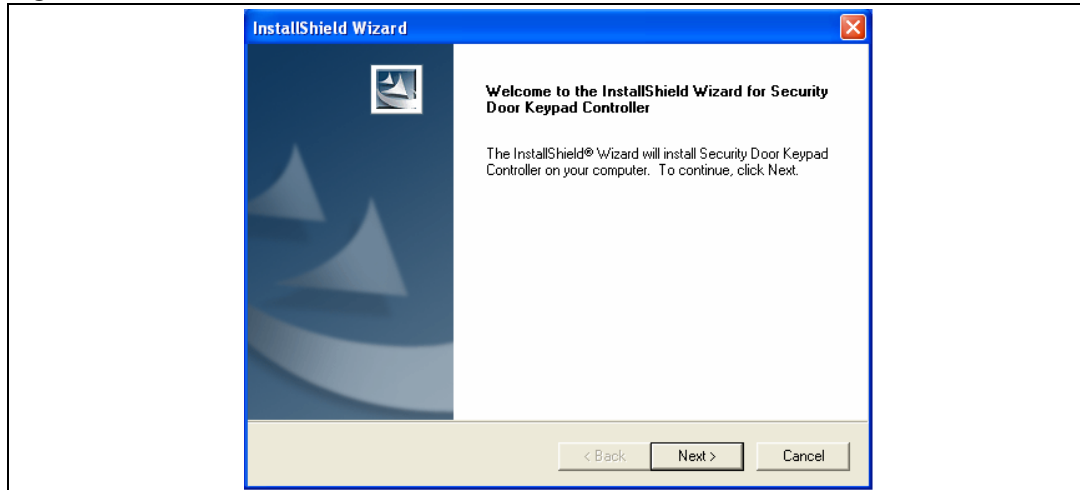 InstallShield Wizard
Welcome to the InstallShield Wizard for Security
Door Keypad Controller
The InstallShield® Wizard will install Security Door Keypad
Controller on your computer. To continue, click Next.
< Back Next > Cancel